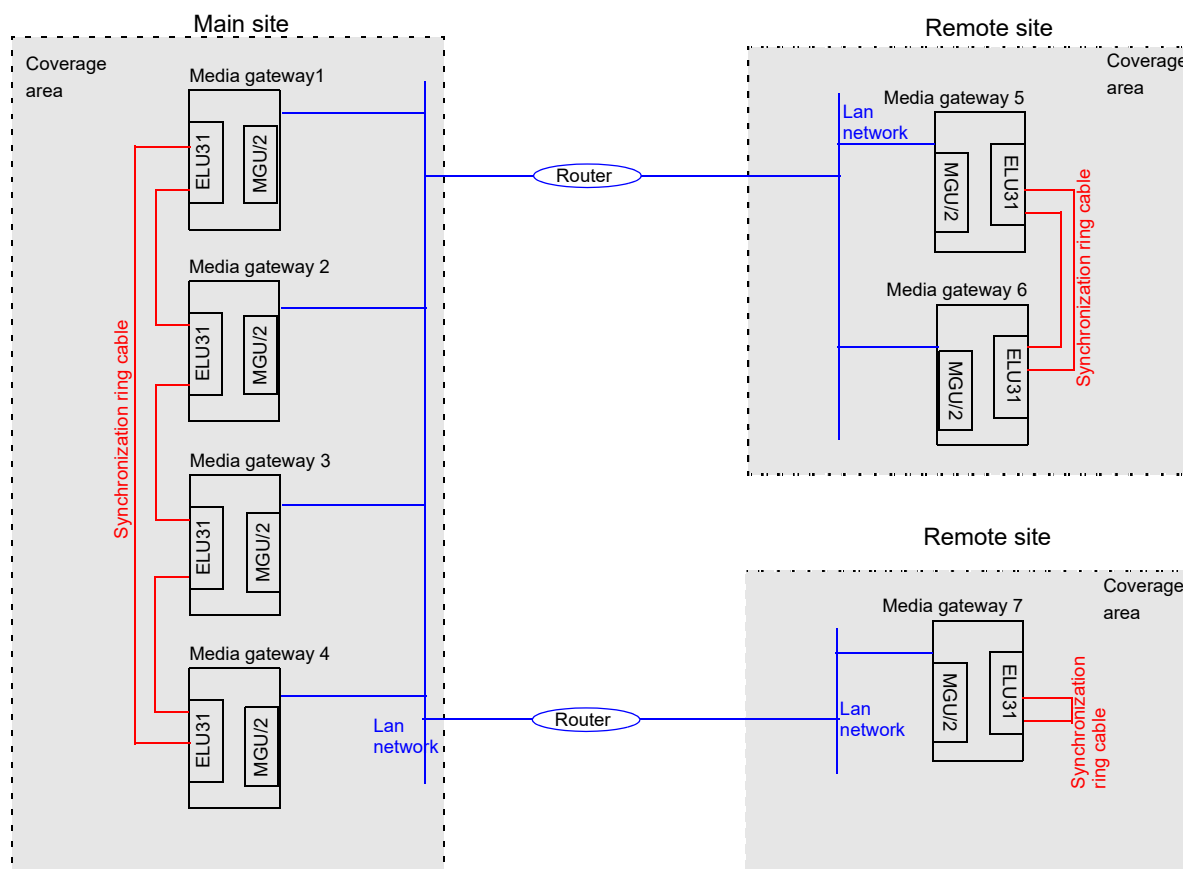 Main site
Coverage
area
Media gateway1
ELU31
MGU/2
Media gateway 2
ELU31
MGU/2
Media gateway 3
ELU31
MGU/2
Media gateway 4
ELU31
MGU/2
Synchronization ring cable
Lan
network
Router
Router
Remote site
Coverage
area
Media gateway 5
Lan
network
MGU/2
ELU31
Media gateway 6
MGU/2
ELU31
Synchronization ring cable
Remote site
Coverage
area
Media gateway 7
MGU/2
ELU31
Lan
network
Synchronization
ring cable